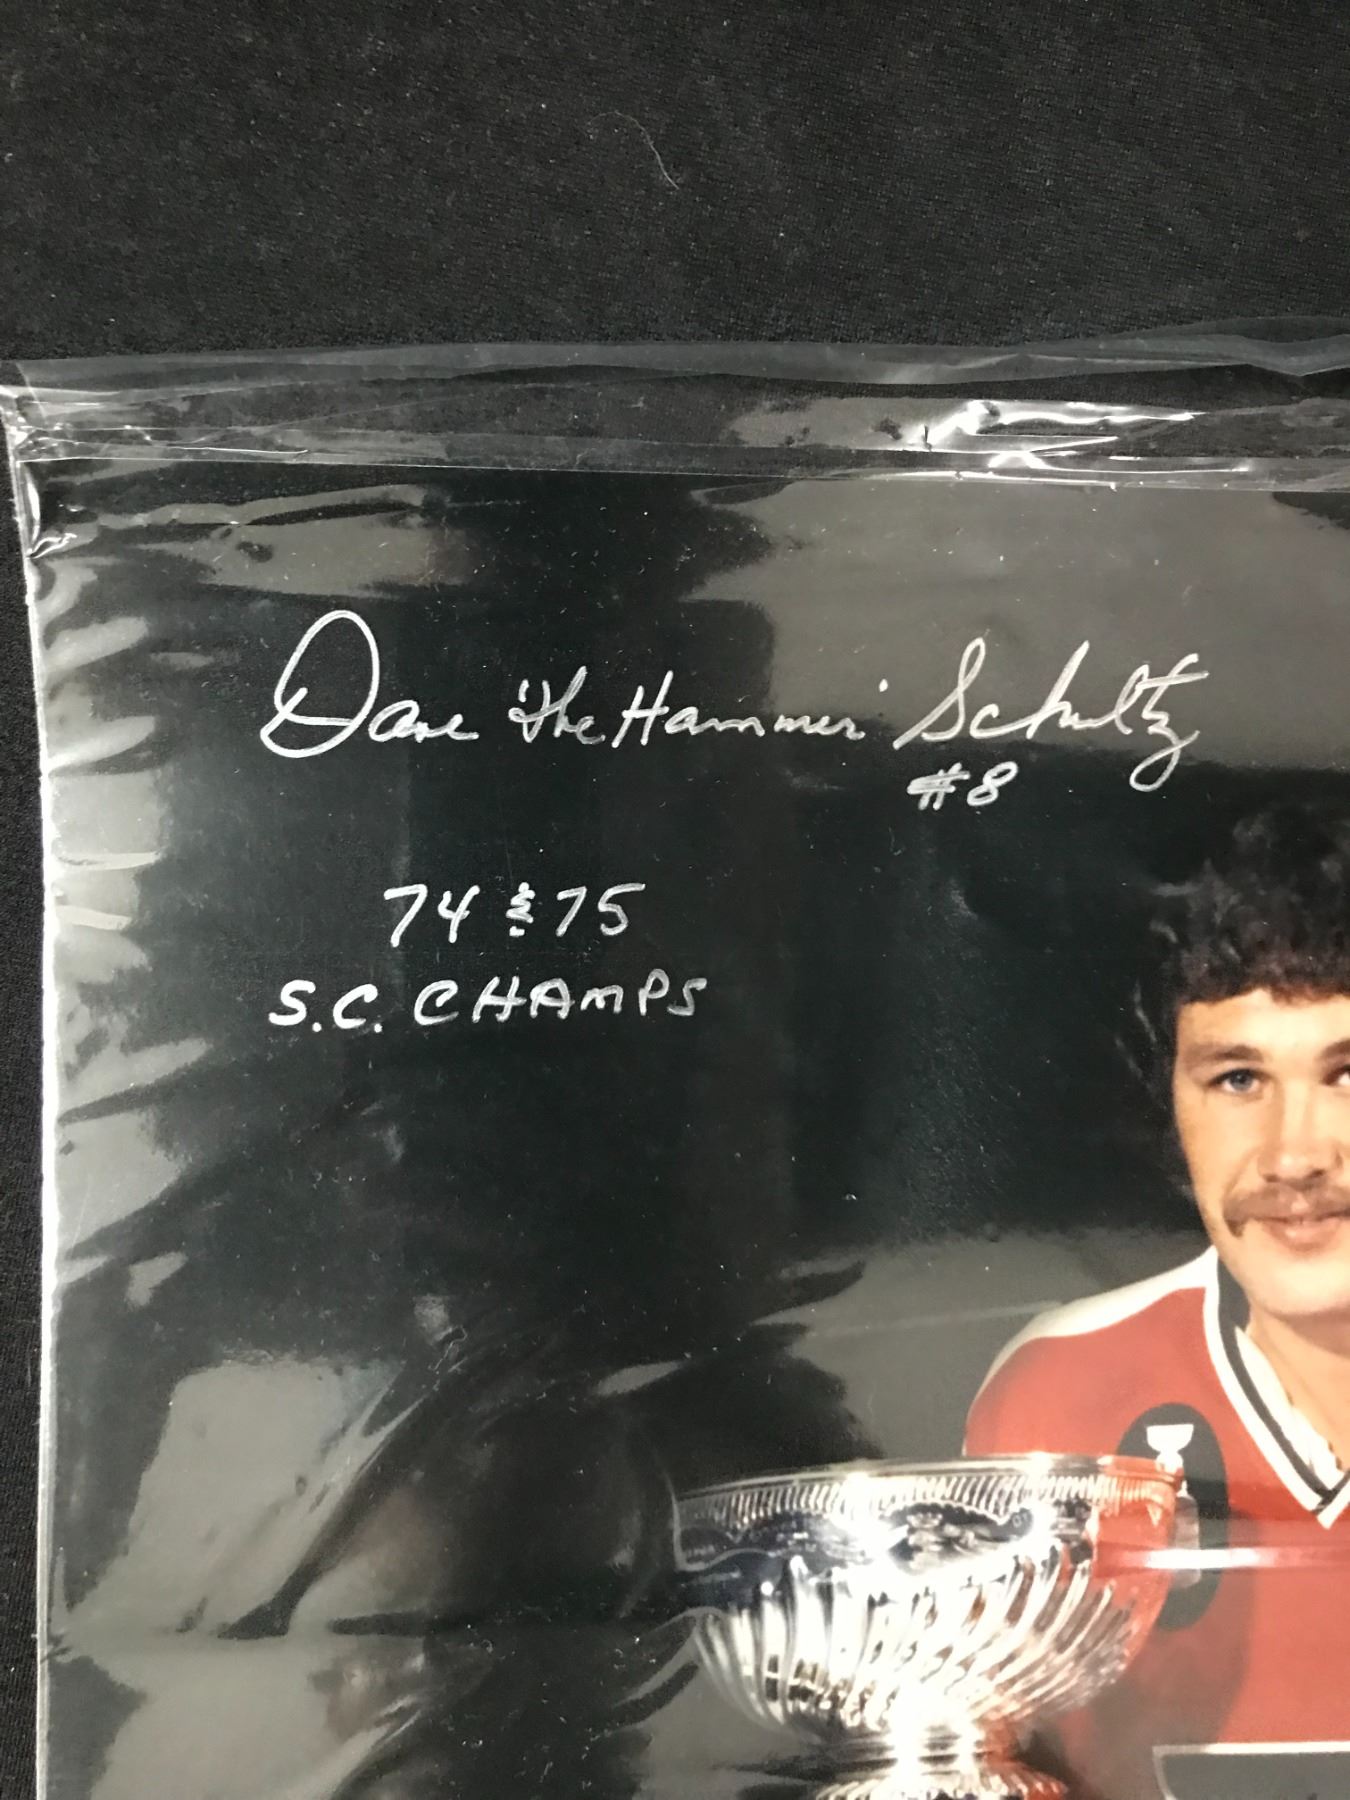 Dave 'the Hammer' Schultz
#8
74 & 75
S.C. CHAMPS